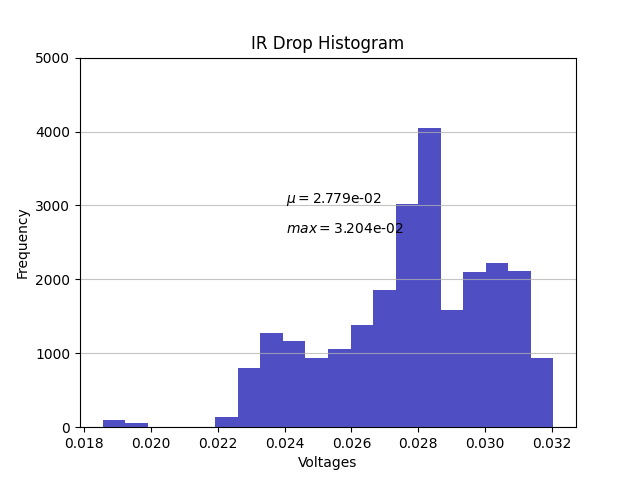 IR Drop Histogram
5000
4000
3000
2000
1000
0
Frequency
μ = 2.779e-02
max = 3.204e-02
0.018 0.020 0.022 0.024 0.026 0.028 0.030 0.032
Voltages